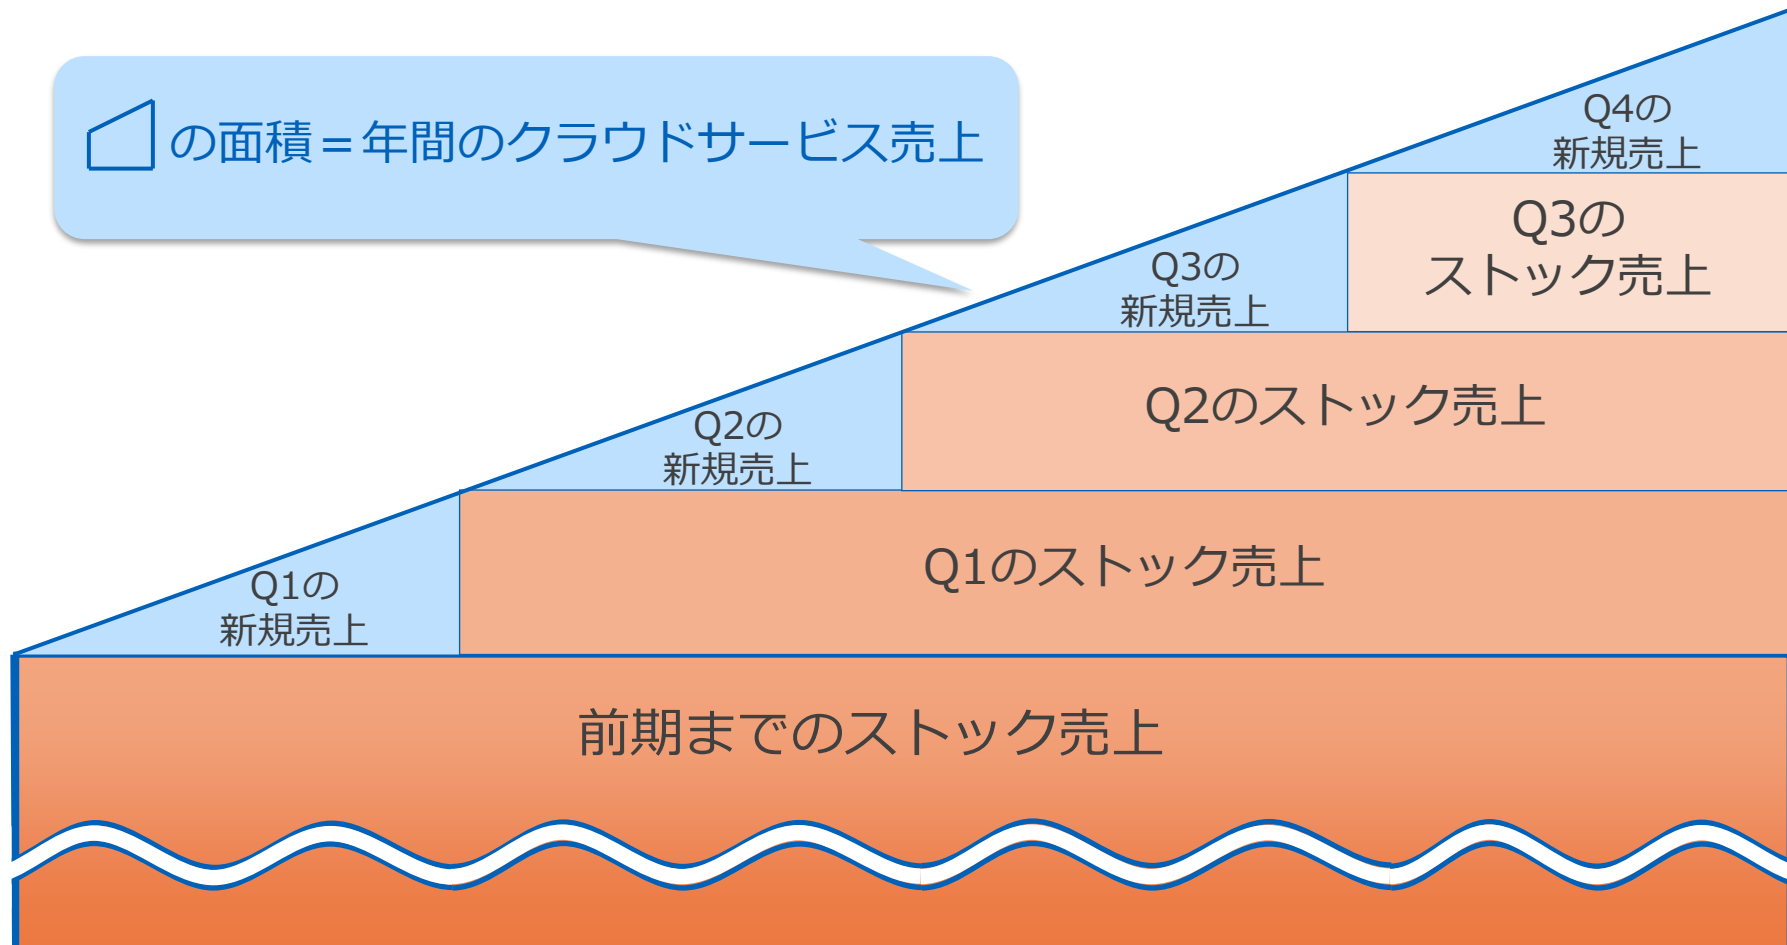 の面積＝年間のクラウドサービス売上
Q4の
新規売上
Q3の
ストック売上
Q3の
新規売上
Q2のストック売上
Q2の
新規売上
Q1のストック売上
Q1の
新規売上
前期までのストック売上